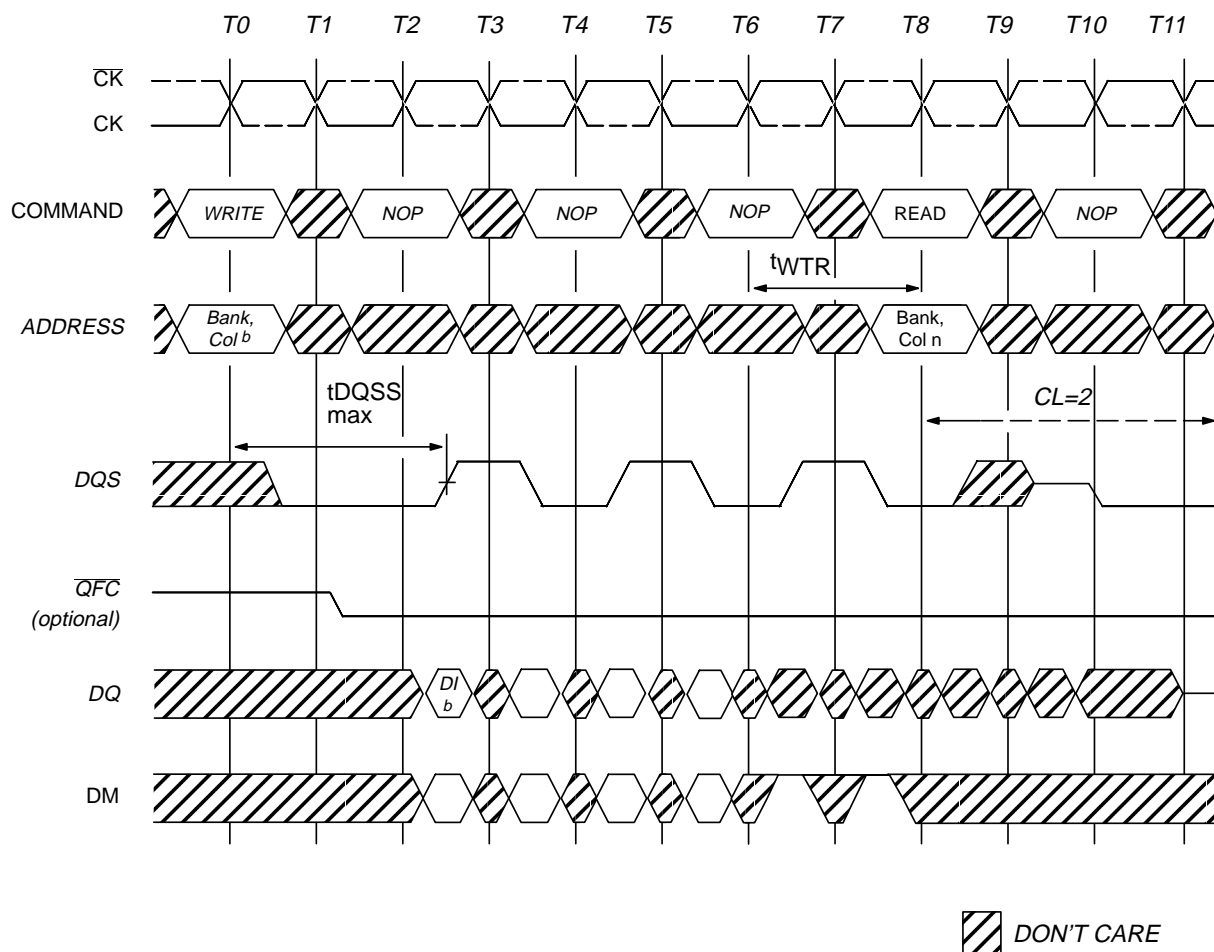 T0 T1 T2 T3 T4 T5 T6 T7 T8 T9 T10 T11
CK
CK
COMMAND WRITE NOP NOP NOP READ NOP
tWTR
ADDRESS Bank, Col b Bank, Col n
tDQSS max
CL=2
DQS
QFC
(optional)
DQ DI b
DM
DON'T CARE